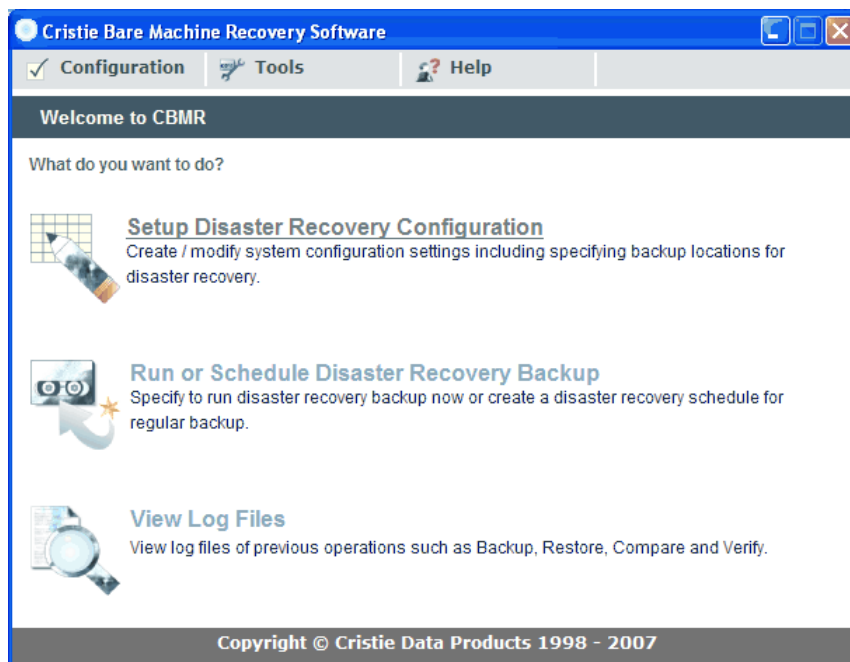 Cristie Bare Machine Recovery Software
Configuration Tools Help
Welcome to CBMR
What do you want to do?
Setup Disaster Recovery Configuration
Create / modify system configuration settings including specifying backup locations for
disaster recovery.
Run or Schedule Disaster Recovery Backup
Specify to run disaster recovery backup now or create a disaster recovery schedule for
regular backup.
View Log Files
View log files of previous operations such as Backup, Restore, Compare and Verify.
Copyright © Cristie Data Products 1998 - 2007